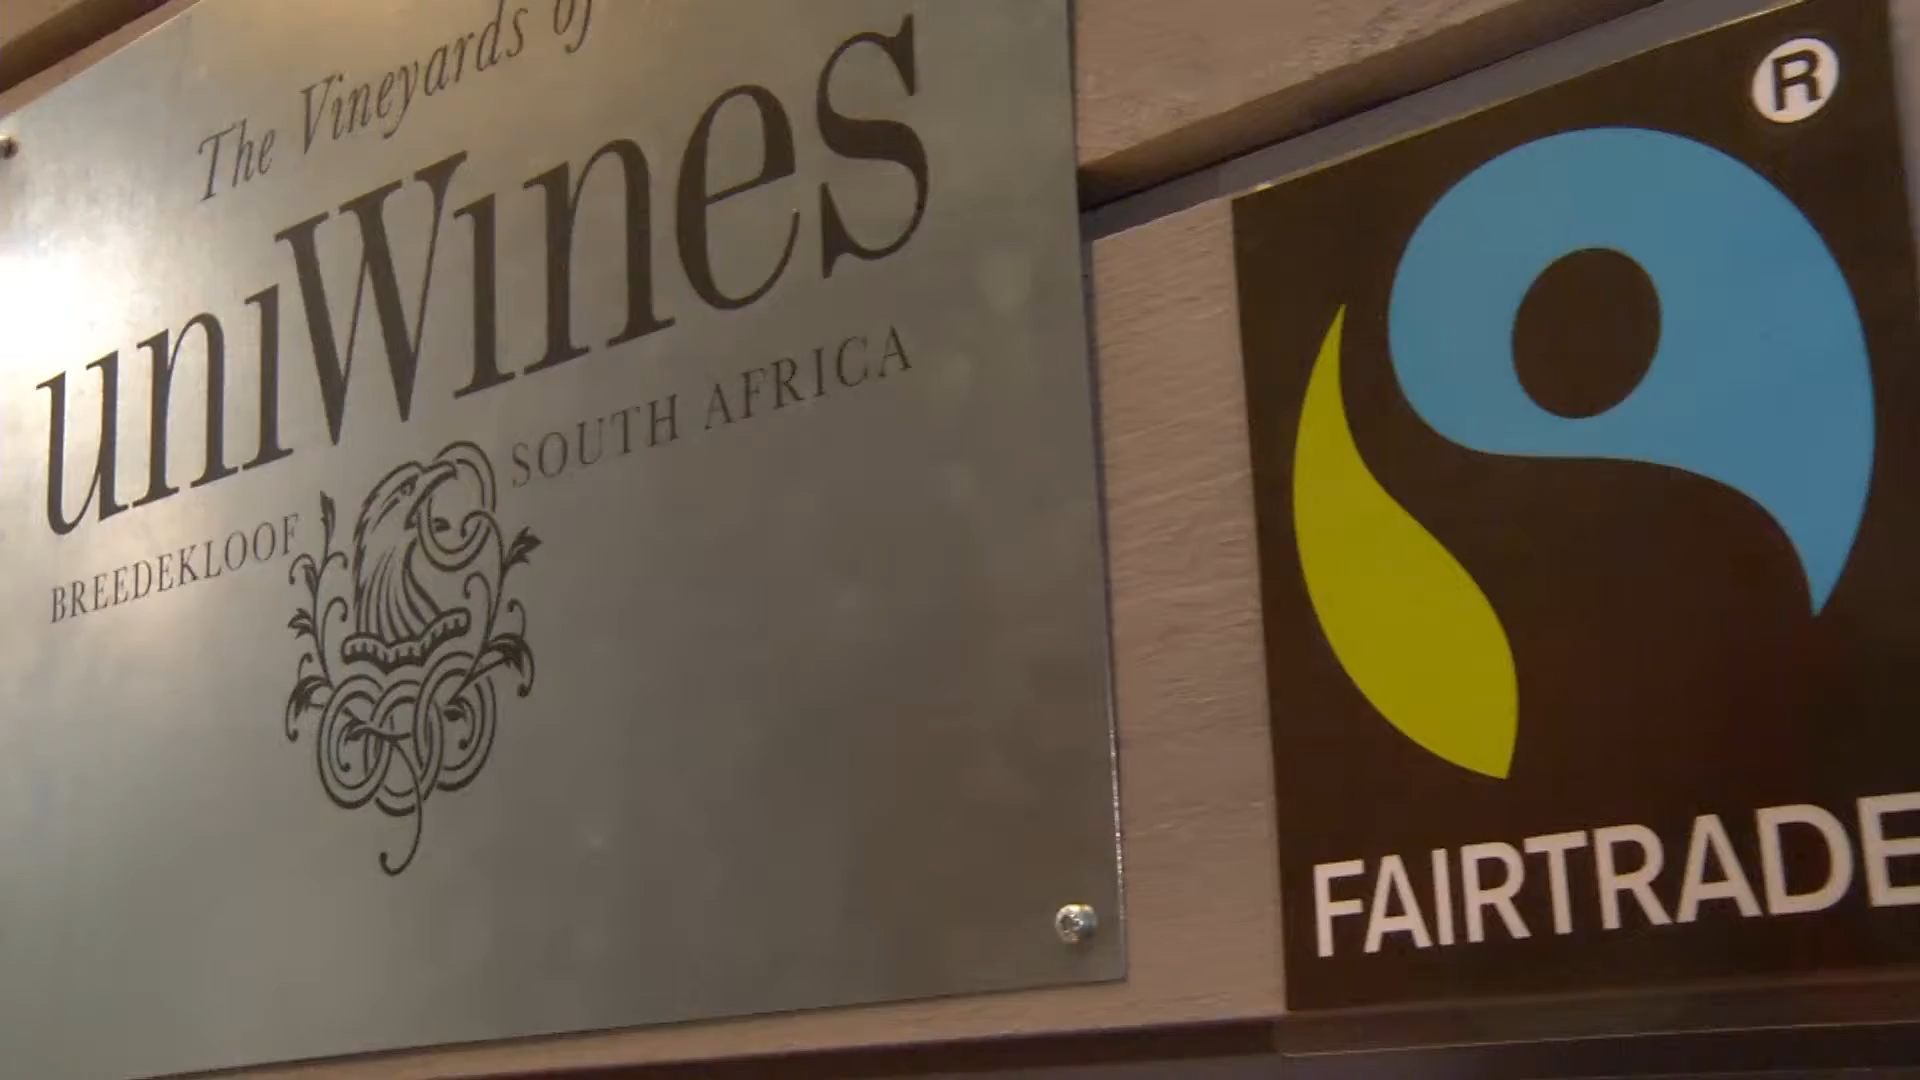 The Vineyards of
uniWines
SOUTH AFRICA
BREEDEKLOOF
®
FAIRTRADE